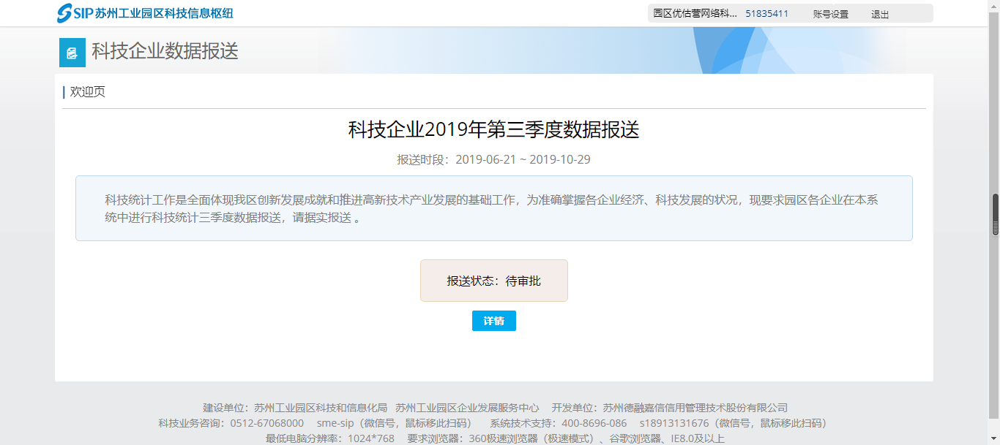 SIP 苏州工业园区科技信息枢纽
园区优估营网络科... 51835411 账号设置 退出
科技企业数据报送
欢迎页
科技企业2019年第三季度数据报送
报送时段：2019-06-21 ~ 2019-10-29
科技统计工作是全面体现我区创新发展成就和推进高新技术产业发展的基础工作，为准确掌握各企业经济、科技发展的状况，现要求园区各企业在本系
统中进行科技统计三季度数据报送，请据实报送 。
报送状态：待审批
详情
建设单位：苏州工业园区科技和信息化局 苏州工业园区企业发展服务中心 开发单位：苏州德融嘉信信用管理技术股份有限公司
科技业务咨询：0512-67068000 sme-sip（微信号，鼠标移此扫码） 系统技术支持：400-8696-086 s18913131676（微信号，鼠标移此扫码）
最低电脑分辨率：1024*768 要求浏览器：360极速浏览器（极速模式）、谷歌浏览器、IE8.0及以上